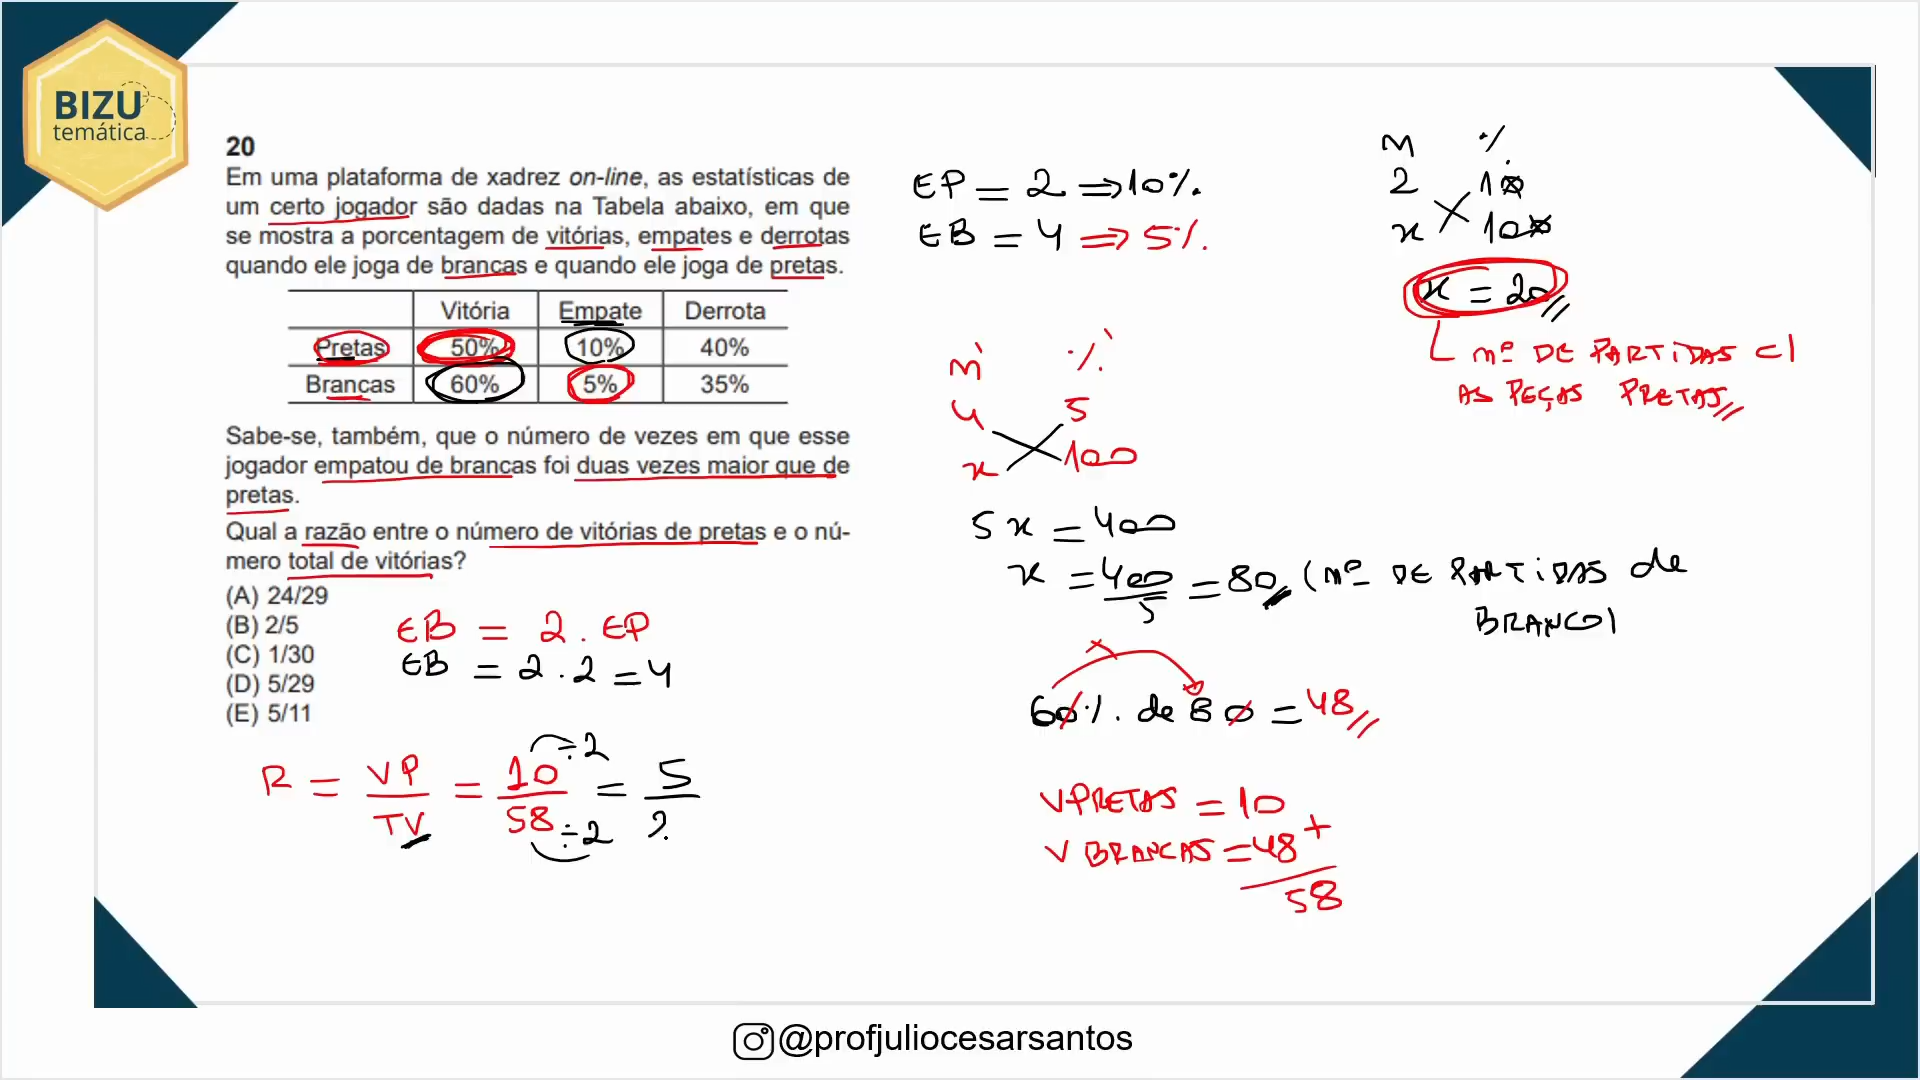 BIZU
temática
20
Em uma plataforma de xadrez on-line, as estatísticas de
um certo jogador são dadas na Tabela abaixo, em que
se mostra a porcentagem de vitórias, empates e derrotas
quando ele joga de brancas e quando ele joga de pretas.
Vitória Empate Derrota
Pretas 50% 10% 40%
Brancas 60% 5% 35%
Sabe-se, também, que o número de vezes em que esse
jogador empatou de brancas foi duas vezes maior que de
pretas.
Qual a razão entre o número de vitórias de pretas e o nú-
mero total de vitórias?
(A) 24/29
(B) 2/5
(C) 1/30
(D) 5/29
(E) 5/11
EB = 2 . EP
EB = 2 . 2 = 4
R = VP/TV = 10/58 = 5/2
÷2
÷2
EP = 2 ⇒ 10%
EB = 4 ⇒ 5%
M %
2 10
x 100
x = 20
nº DE PARTIDAS C/
AS PEÇAS PRETAS
M %
4 5
x 100
5x = 400
x = 400/5 = 80 (nº DE PARTIDAS de
BRANCO)
60% de 80 = 48
V PRETAS = 10
V BRANCAS = 48 +
58
@profjuliocesarsantos